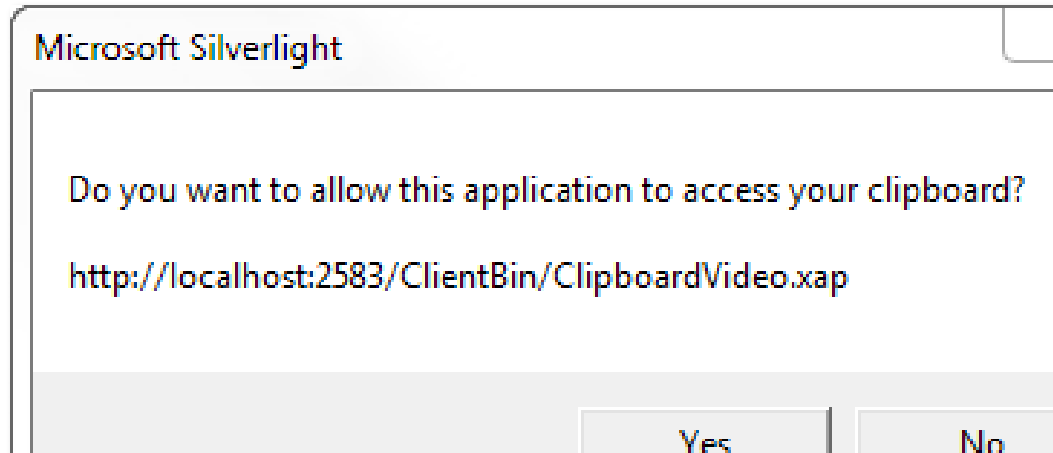 Microsoft Silverlight
Do you want to allow this application to access your clipboard?
http://localhost:2583/ClientBin/ClipboardVideo.xap
Yes No